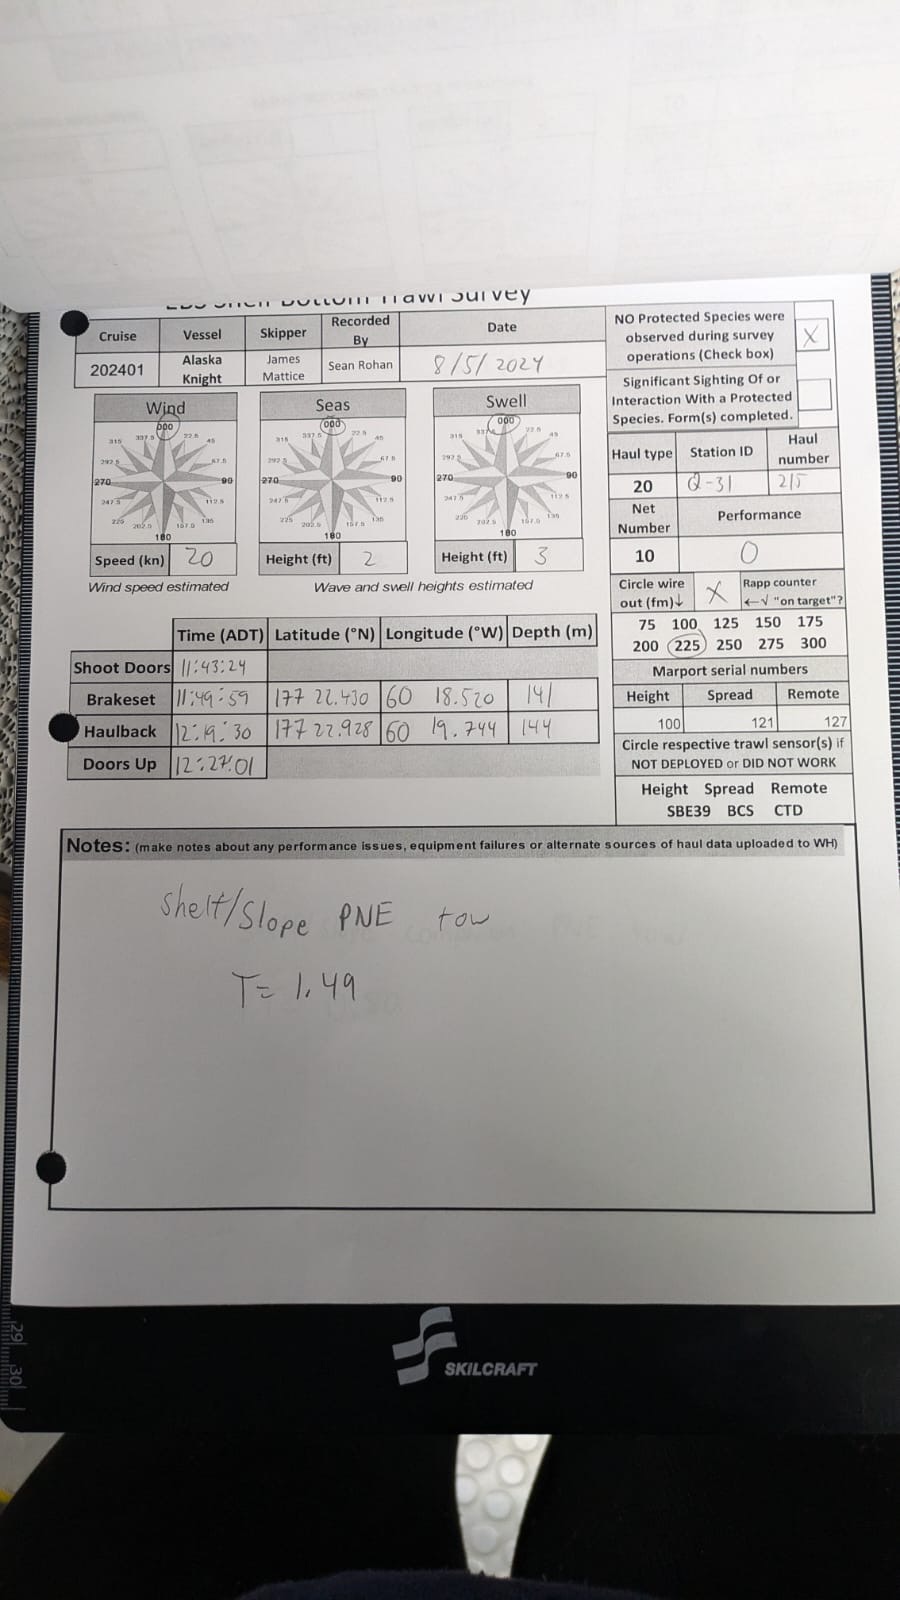 EBS Shelf Bottom Trawl Survey
Cruise Vessel Skipper Recorded By Date
202401 Alaska Knight James Mattice Sean Rohan 8/5/2024
NO Protected Species were observed during survey operations (Check box) X
Significant Sighting Of or Interaction With a Protected Species. Form(s) completed.
Wind
000 22.5 45 67.5 90 112.5 135 157.5 180 202.5 225 247.5 270 292.5 315 337.5
Speed (kn) 20
Wind speed estimated
Seas
000 22.5 45 67.5 90 112.5 135 157.5 180 202.5 225 247.5 270 292.5 315 337.5
Height (ft) 2
Swell
000 22.5 45 67.5 90 112.5 135 157.5 180 202.5 225 247.5 270 292.5 315 337.5
Height (ft) 3
Wave and swell heights estimated
Haul type Station ID Haul number
20 Q-31 215
Net Number Performance
10 0
Circle wire out (fm)↓ X Rapp counter ←√ "on target"?
75 100 125 150 175
200 225 250 275 300
Marport serial numbers
Height Spread Remote
100 121 127
Circle respective trawl sensor(s) if
NOT DEPLOYED or DID NOT WORK
Height Spread Remote
SBE39 BCS CTD
Time (ADT) Latitude (°N) Longitude (°W) Depth (m)
Shoot Doors 11:43:24
Brakeset 11:49:59 177 22.430 60 18.520 141
Haulback 12:19:30 177 22.928 60 19.744 144
Doors Up 12:27:01
Notes: (make notes about any performance issues, equipment failures or alternate sources of haul data uploaded to WH)
Shelf/Slope PNE tow
T= 1.49
29 30
SKILCRAFT